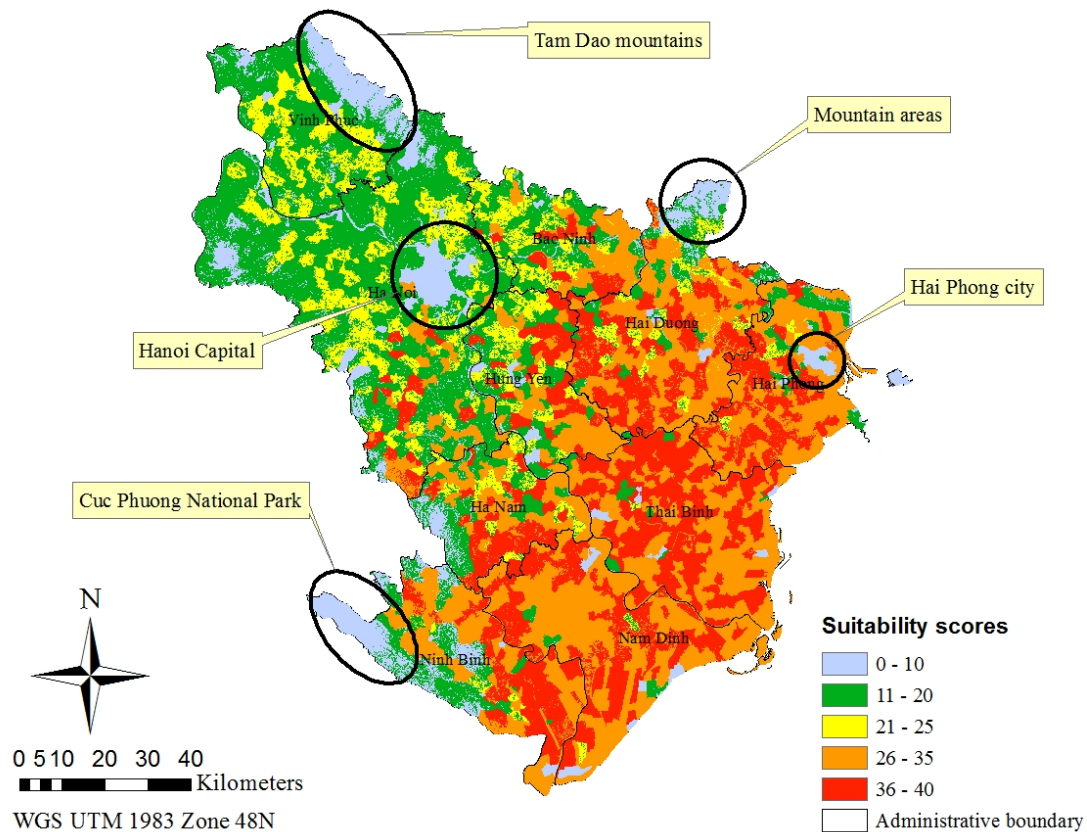 Tam Dao mountains
Mountain areas
Vinh Phuc
Bac Ninh
Hai Phong city
Ha Noi
Hai Duong
Hanoi Capital
Hung Yen
Hai Phong
Cuc Phuong National Park
Ha Nam
Thai Binh
N
Nam Dinh
Ninh Binh
Suitability scores
0 - 10
11 - 20
21 - 25
26 - 35
36 - 40
Administrative boundary
0 5 10 20 30 40
Kilometers
WGS UTM 1983 Zone 48N